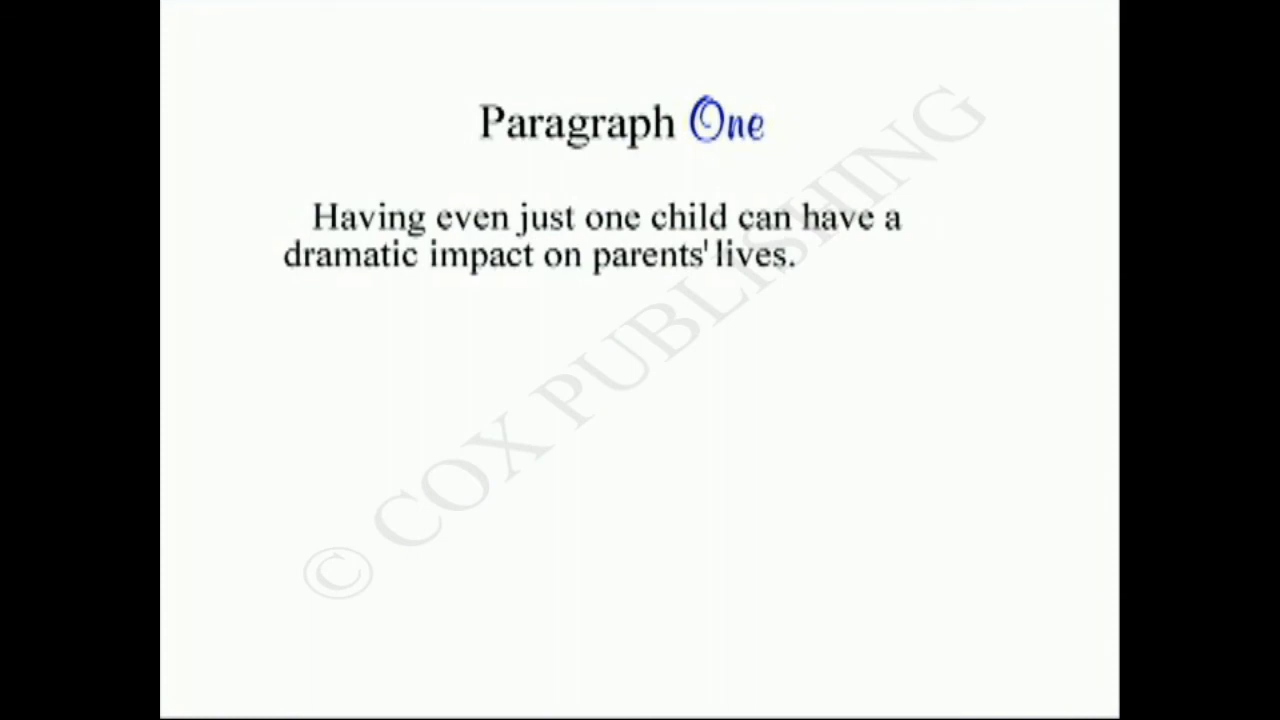 Paragraph One
Having even just one child can have a
dramatic impact on parents' lives.
© COX PUBLISHING